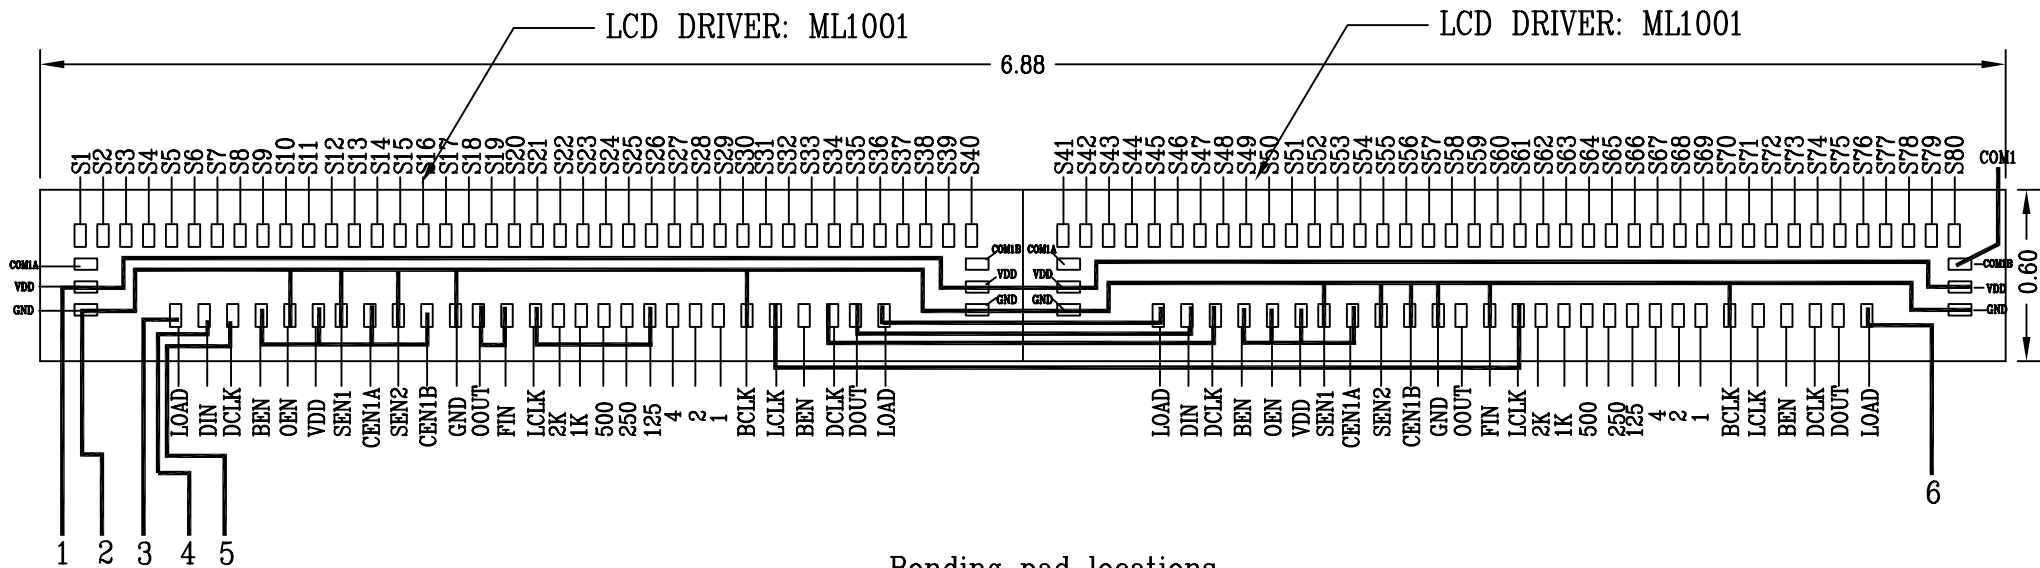 LCD DRIVER: ML1001
LCD DRIVER: ML1001
6.88
S1 S2 S3 S4 S5 S6 S7 S8 S9 S10 S11 S12 S13 S14 S15 S16 S17 S18 S19 S20 S21 S22 S23 S24 S25 S26 S27 S28 S29 S30 S31 S32 S33 S34 S35 S36 S37 S38 S39 S40
S41 S42 S43 S44 S45 S46 S47 S48 S49 S50 S51 S52 S53 S54 S55 S56 S57 S58 S59 S60 S61 S62 S63 S64 S65 S66 S67 S68 S69 S70 S71 S72 S73 S74 S75 S76 S77 S78 S79 S80
COM1
COM1A
VDD
GND
COM1B
VDD
GND
COM1A
VDD
GND
COM1B
VDD
GND
0.60
LOAD DIN DCLK BEN OEN VDD SEN1 CEN1A SEN2 CEN1B GND OOUT FIN LCLK 2K 1K 500 250 125 4 2 1 BCLK LCLK BEN DCLK DOUT LOAD
LOAD DIN DCLK BEN OEN VDD SEN1 CEN1A SEN2 CEN1B GND OOUT FIN LCLK 2K 1K 500 250 125 4 2 1 BCLK LCLK BEN DCLK DOUT LOAD
6
1 2 3 4 5
Bonding pad locations